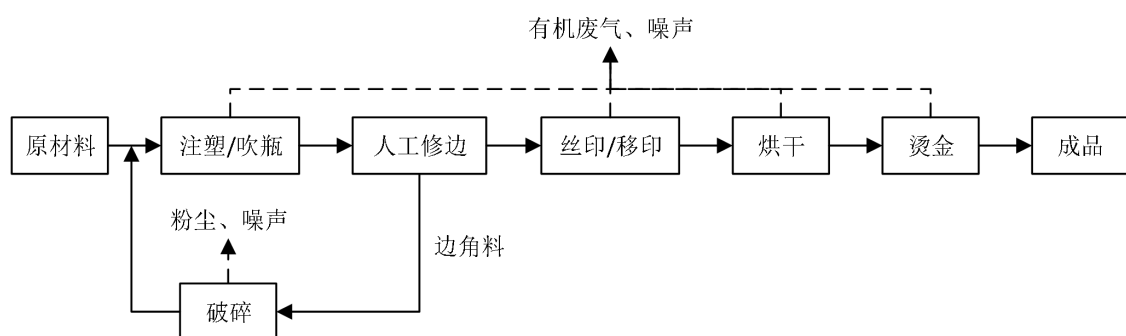 有机废气、噪声
原材料
注塑/吹瓶
人工修边
丝印/移印
烘干
烫金
成品
粉尘、噪声
边角料
破碎